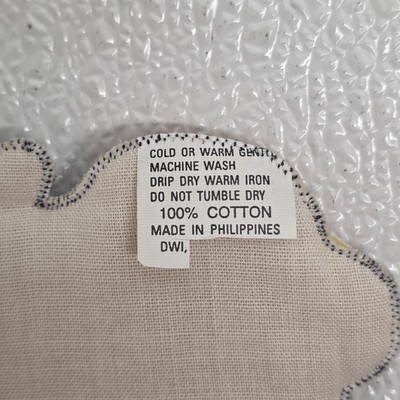 COLD OR WARM GENTLE
MACHINE WASH
DRIP DRY WARM IRON
DO NOT TUMBLE DRY
100% COTTON
MADE IN PHILIPPINES
DWI,